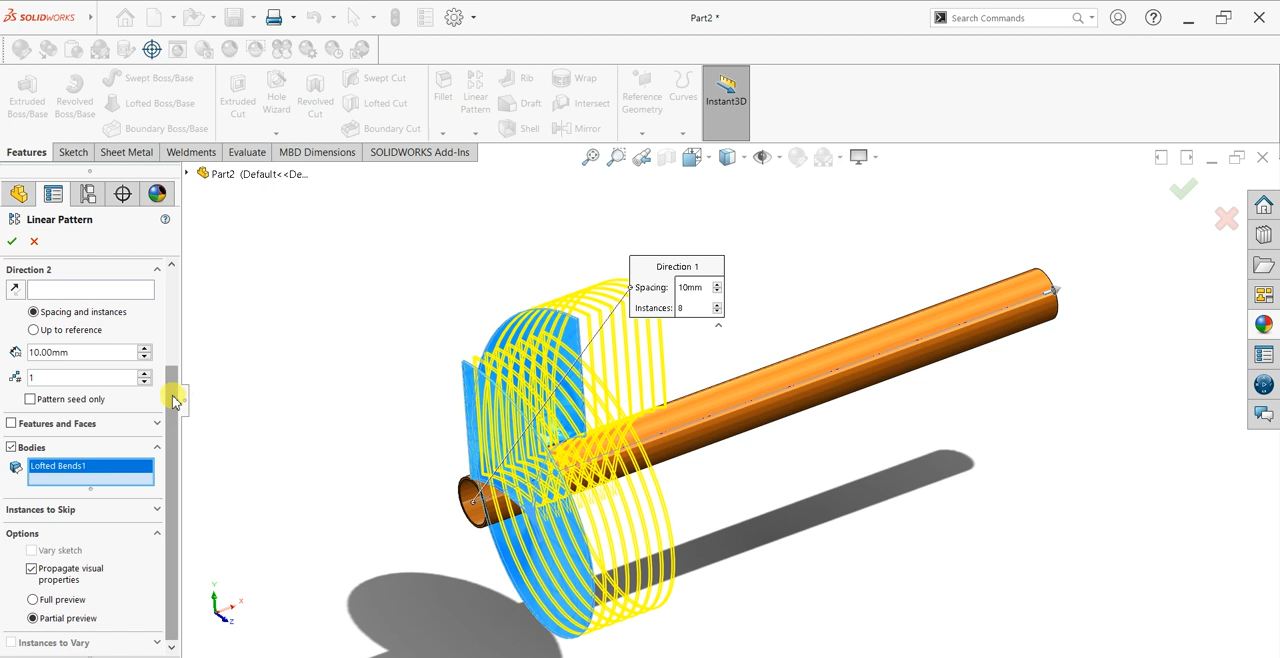 SOLIDWORKS
Part2 *
Search Commands
Extruded Boss/Base
Revolved Boss/Base
Swept Boss/Base
Lofted Boss/Base
Boundary Boss/Base
Extruded Cut
Hole Wizard
Revolved Cut
Swept Cut
Lofted Cut
Boundary Cut
Fillet
Linear Pattern
Rib
Draft
Shell
Wrap
Intersect
Mirror
Reference Geometry
Curves
Instant3D
Features Sketch Sheet Metal Weldments Evaluate MBD Dimensions SOLIDWORKS Add-Ins
Part2 (Default<<De...
Linear Pattern
Direction 2
Spacing and instances
Up to reference
10.00mm
1
Pattern seed only
Features and Faces
Bodies
Lofted Bends1
Instances to Skip
Options
Vary sketch
Propagate visual
properties
Full preview
Partial preview
Instances to Vary
Direction 1
Spacing: 10mm
Instances: 8
Y
X
Z